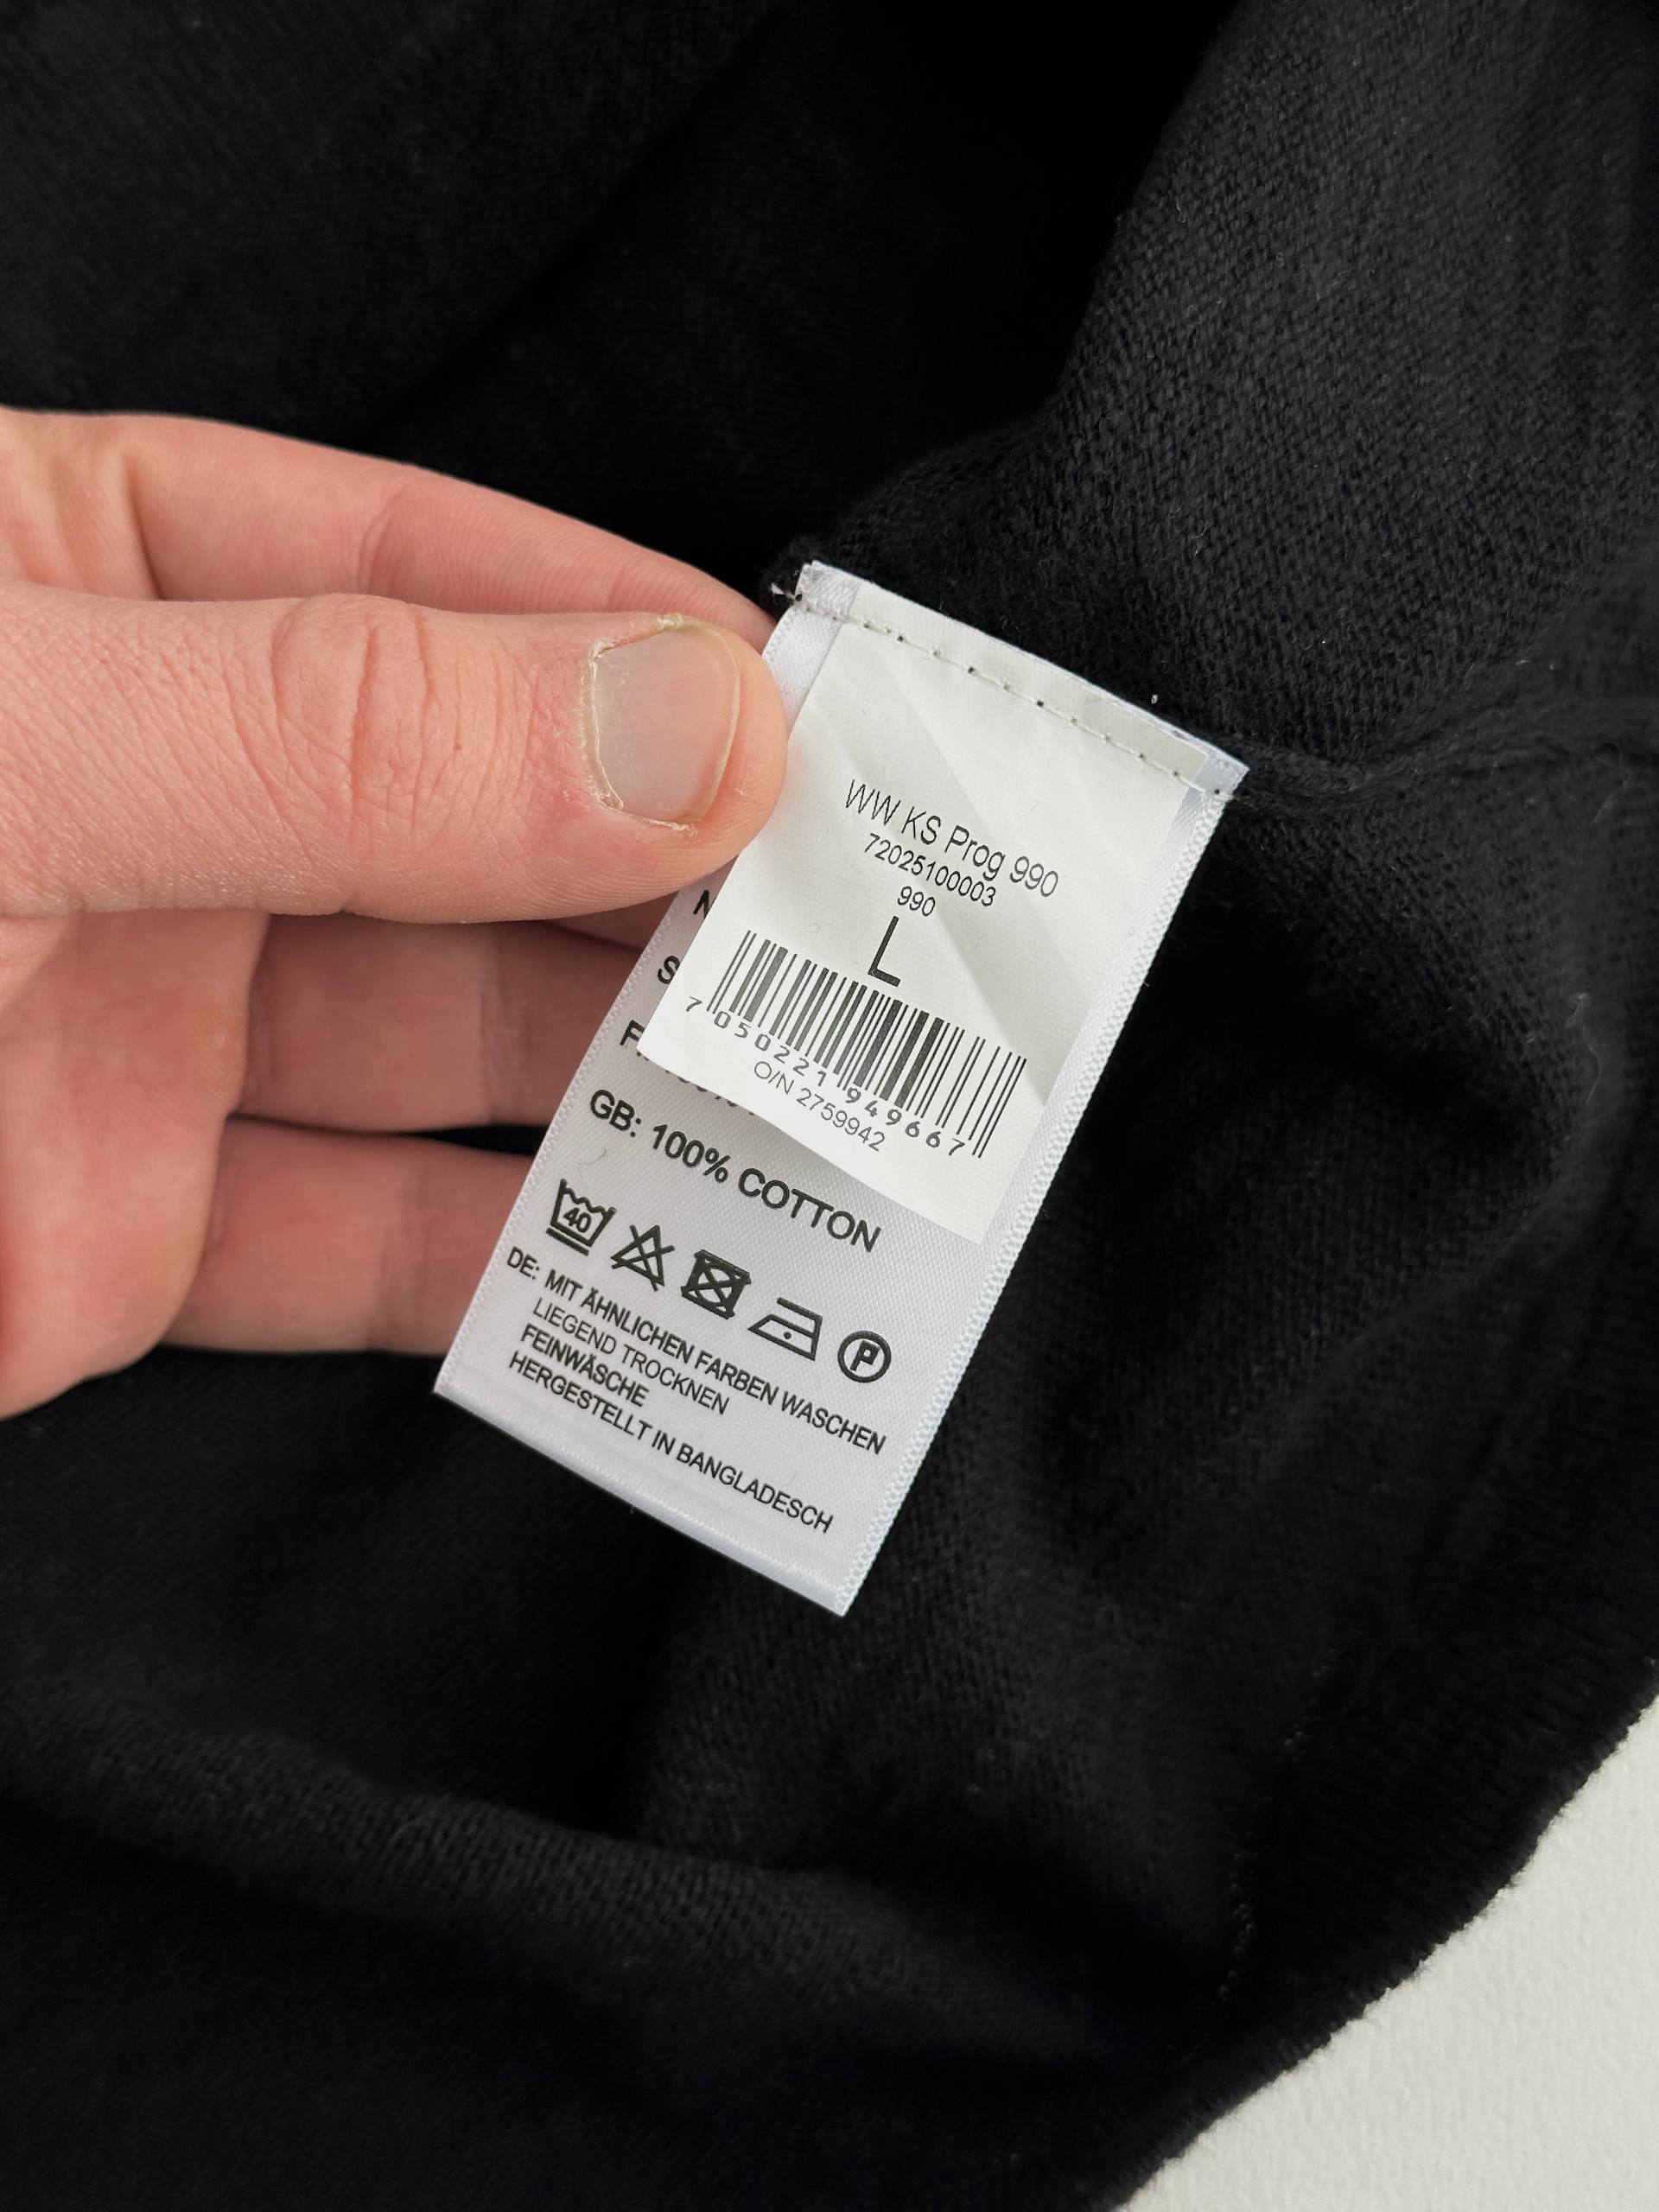 WW KS Prog 990
72025100003
990
L
7 050221 949667
O/N 2759942
GB: 100% COTTON
40
P
DE: MIT ÄHNLICHEN FARBEN WASCHEN
LIEGEND TROCKNEN
FEINWÄSCHE
HERGESTELLT IN BANGLADESCH